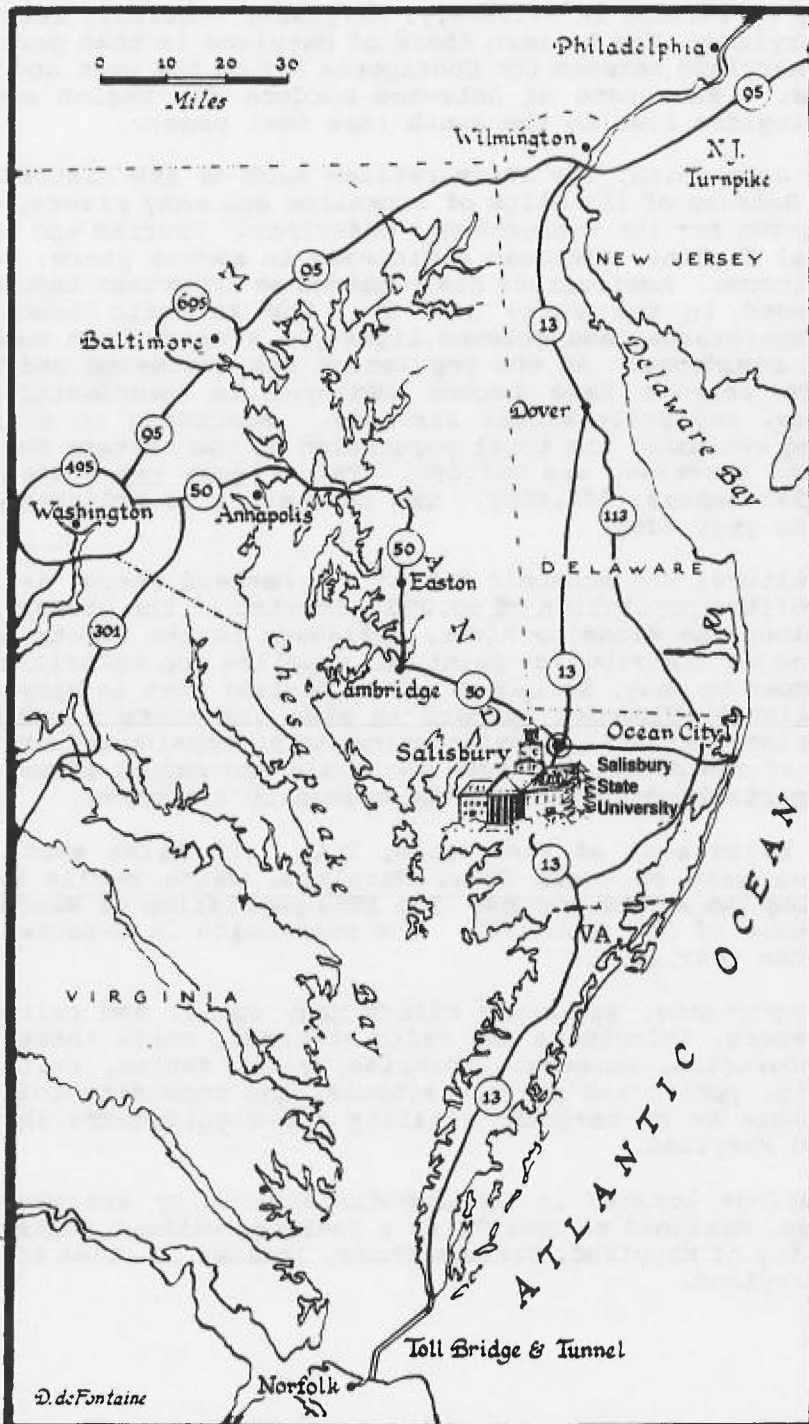 0 10 20 30
Miles
Philadelphia
95
Wilmington
N.J.
Turnpike
95
NEW JERSEY
695
13
Baltimore
Delaware Bay
Dover
95
495
50
Washington
Annapolis
13
113
50
Easton
DELAWARE
301
Chesapeake
Bay
M
D
13
Cambridge
50
Ocean City
Salisbury
Salisbury
State
University
13
VA
VIRGINIA
13
ATLANTIC OCEAN
Toll Bridge & Tunnel
Norfolk
D. deFontaine